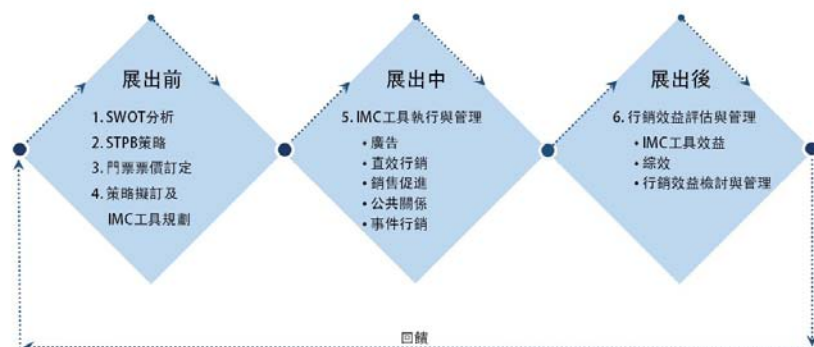 展出前
1. SWOT分析
2. STPB策略
3. 門票票價訂定
4. 策略擬訂及
IMC工具規劃
展出中
5. IMC工具執行與管理
• 廣告
• 直效行銷
• 銷售促進
• 公共關係
• 事件行銷
展出後
6. 行銷效益評估與管理
• IMC工具效益
• 綜效
• 行銷效益檢討與管理
回饋